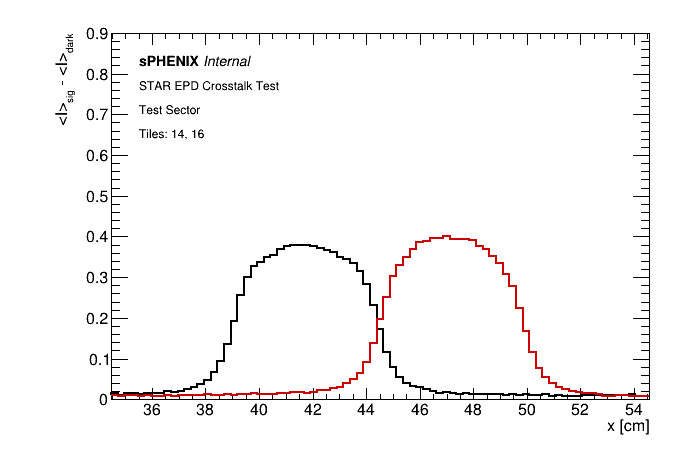 <I>sig - <I>dark
0.9
0.8
0.7
0.6
0.5
0.4
0.3
0.2
0.1
0
sPHENIX Internal
STAR EPD Crosstalk Test
Test Sector
Tiles: 14, 16
36 38 40 42 44 46 48 50 52 54
x [cm]